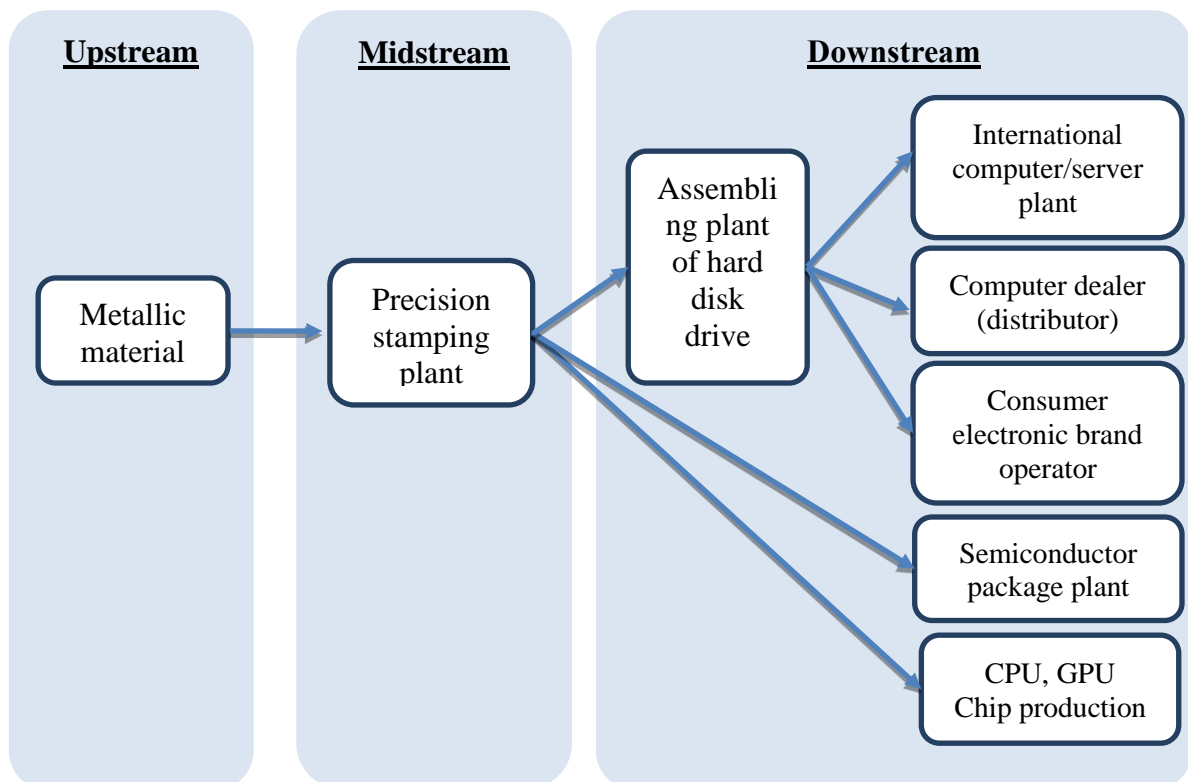 Upstream
Midstream
Downstream
Metallic
material
Precision
stamping
plant
Assembli
ng plant
of hard
disk
drive
International
computer/server
plant
Computer dealer
(distributor)
Consumer
electronic brand
operator
Semiconductor
package plant
CPU, GPU
Chip production